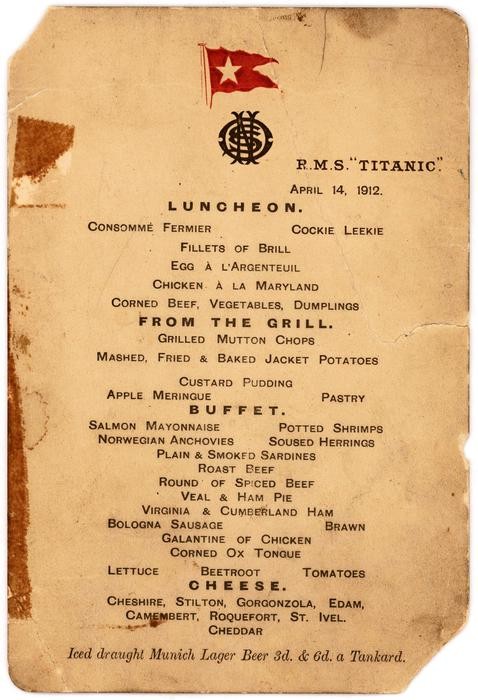 R.M.S. "TITANIC".
APRIL 14, 1912.
LUNCHEON.
CONSOMMÉ FERMIER COCKIE LEEKIE
FILLETS OF BRILL
EGG À L'ARGENTEUIL
CHICKEN À LA MARYLAND
CORNED BEEF, VEGETABLES, DUMPLINGS
FROM THE GRILL.
GRILLED MUTTON CHOPS
MASHED, FRIED & BAKED JACKET POTATOES
CUSTARD PUDDING
APPLE MERINGUE PASTRY
BUFFET.
SALMON MAYONNAISE POTTED SHRIMPS
NORWEGIAN ANCHOVIES SOUSED HERRINGS
PLAIN & SMOKED SARDINES
ROAST BEEF
ROUND OF SPICED BEEF
VEAL & HAM PIE
VIRGINIA & CUMBERLAND HAM
BOLOGNA SAUSAGE BRAWN
GALANTINE OF CHICKEN
CORNED OX TONGUE
LETTUCE BEETROOT TOMATOES
CHEESE.
CHESHIRE, STILTON, GORGONZOLA, EDAM,
CAMEMBERT, ROQUEFORT, ST. IVEL.
CHEDDAR
Iced draught Munich Lager Beer 3d. & 6d. a Tankard.